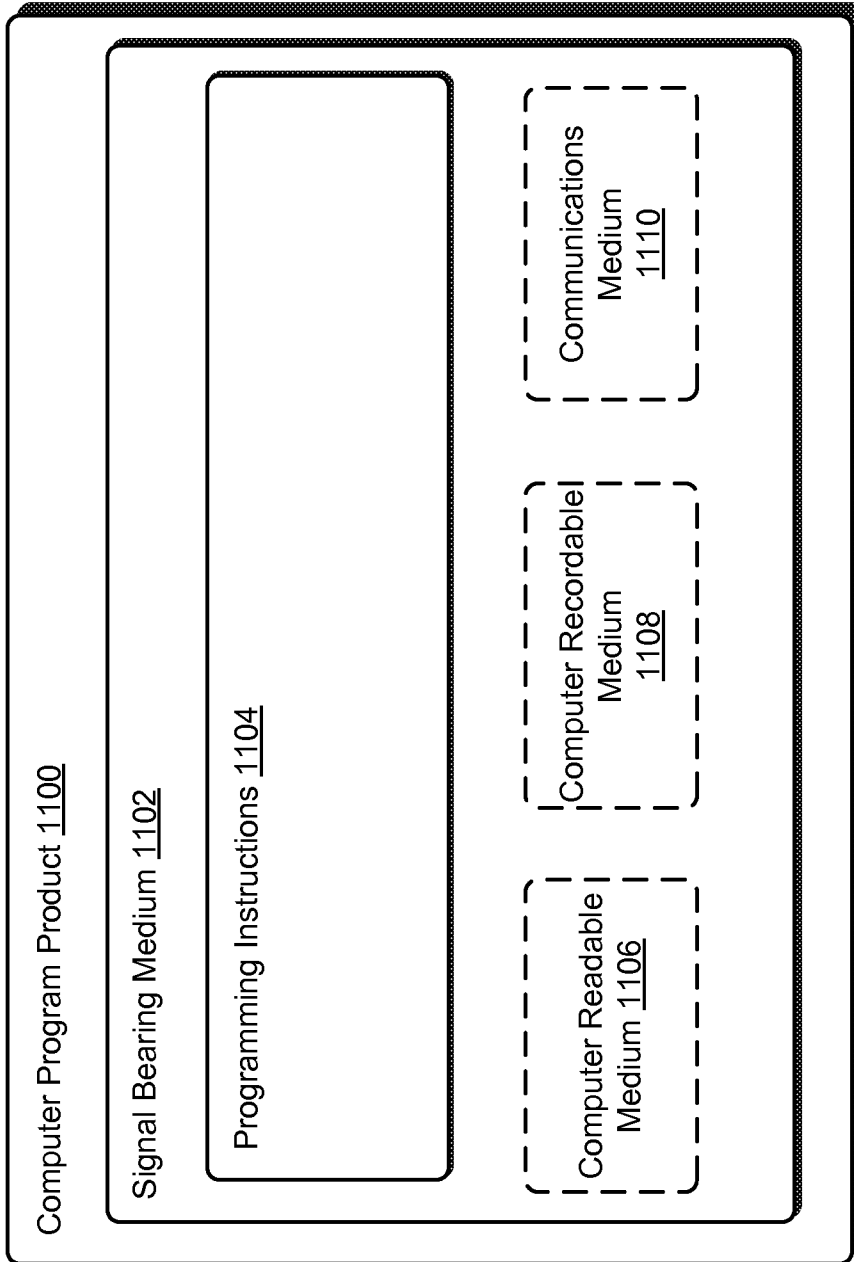 Computer Program Product 1100
Signal Bearing Medium 1102
Programming Instructions 1104
Computer Readable
Medium 1106
Computer Recordable
Medium
1108
Communications
Medium
1110